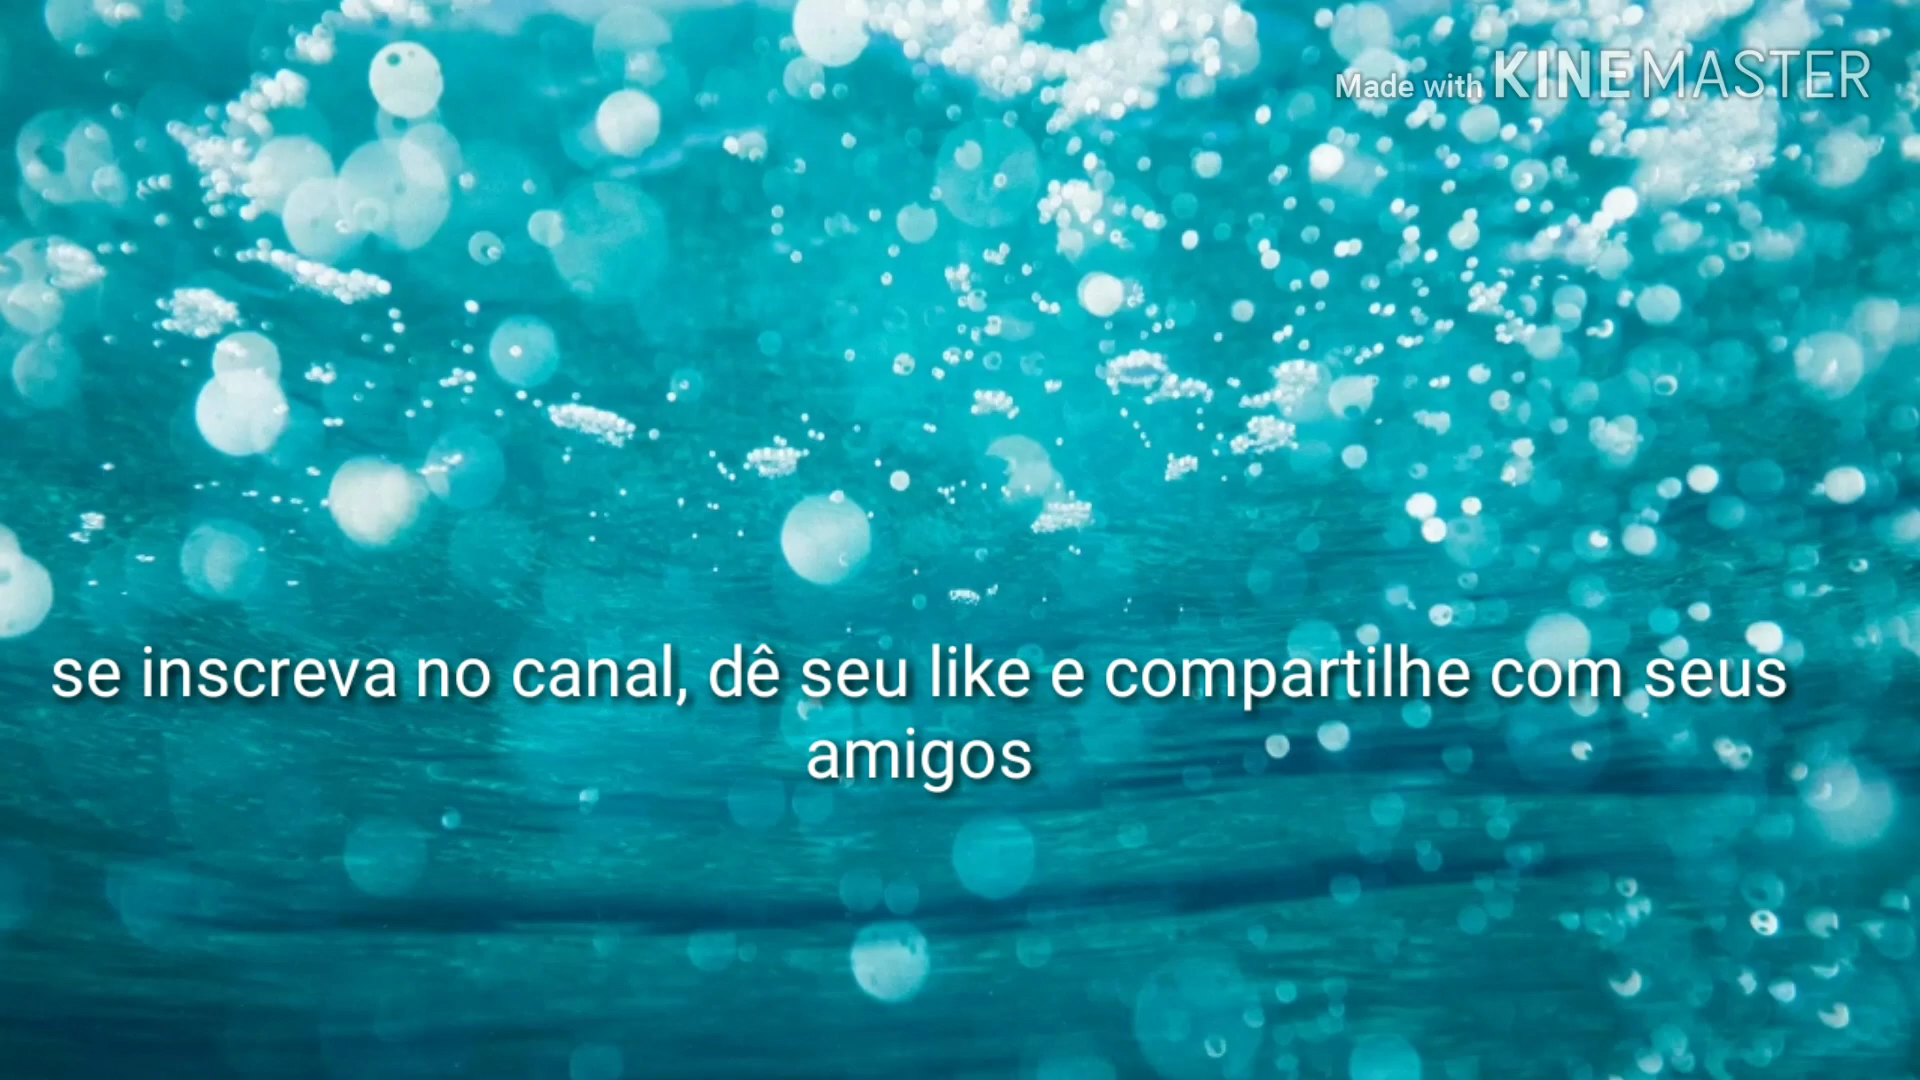 Made with KINEMASTER
se inscreva no canal, dê seu like e compartilhe com seus
amigos